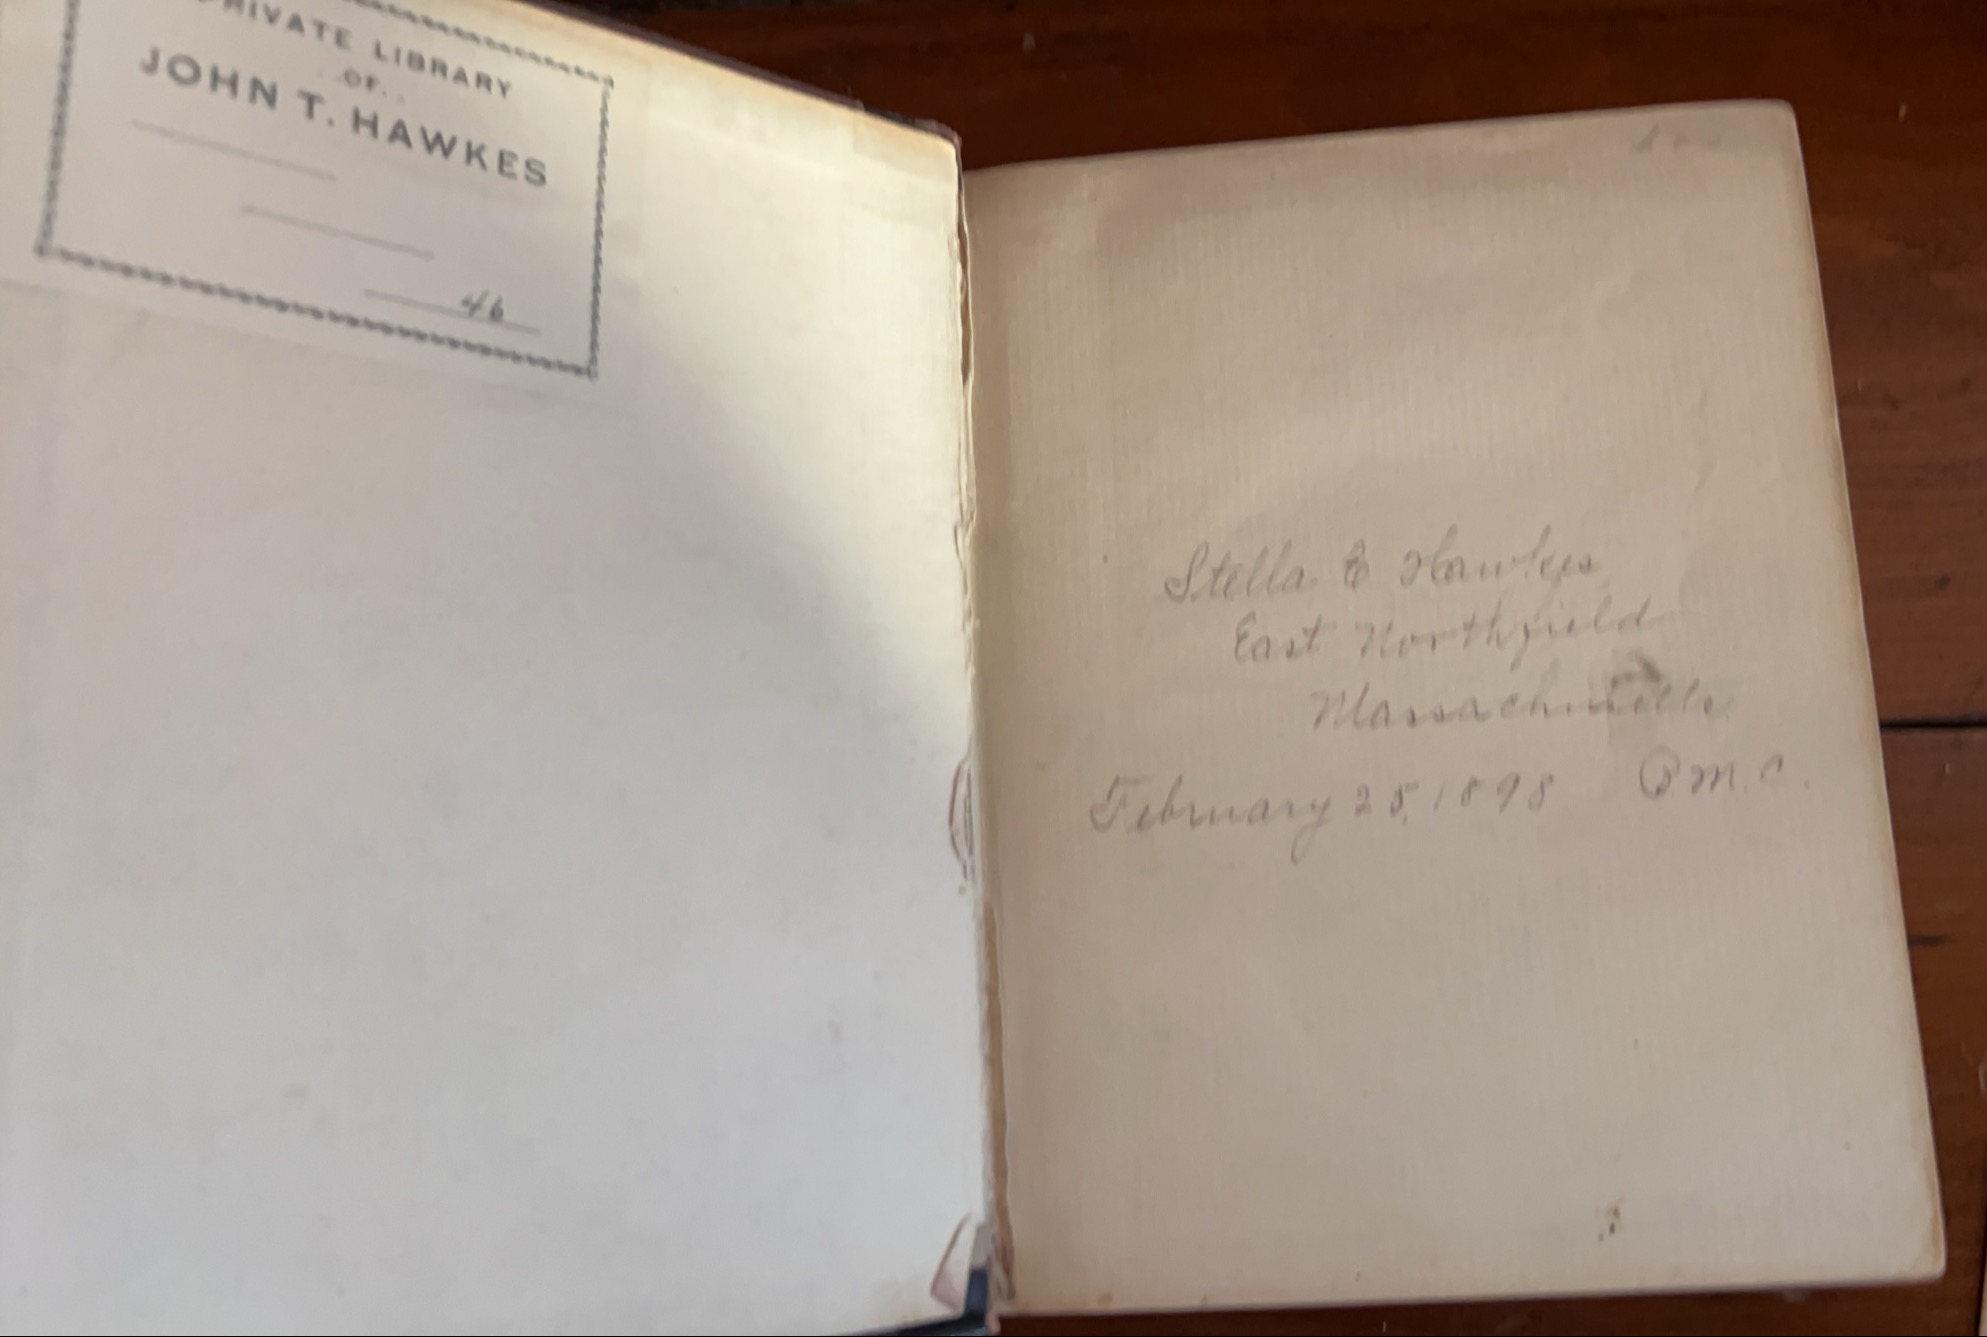 PRIVATE LIBRARY
..OF..
JOHN T. HAWKES
46
Stella E Hawkes
East Northfield
Massachusetts
February 25, 1898 P.M.C.